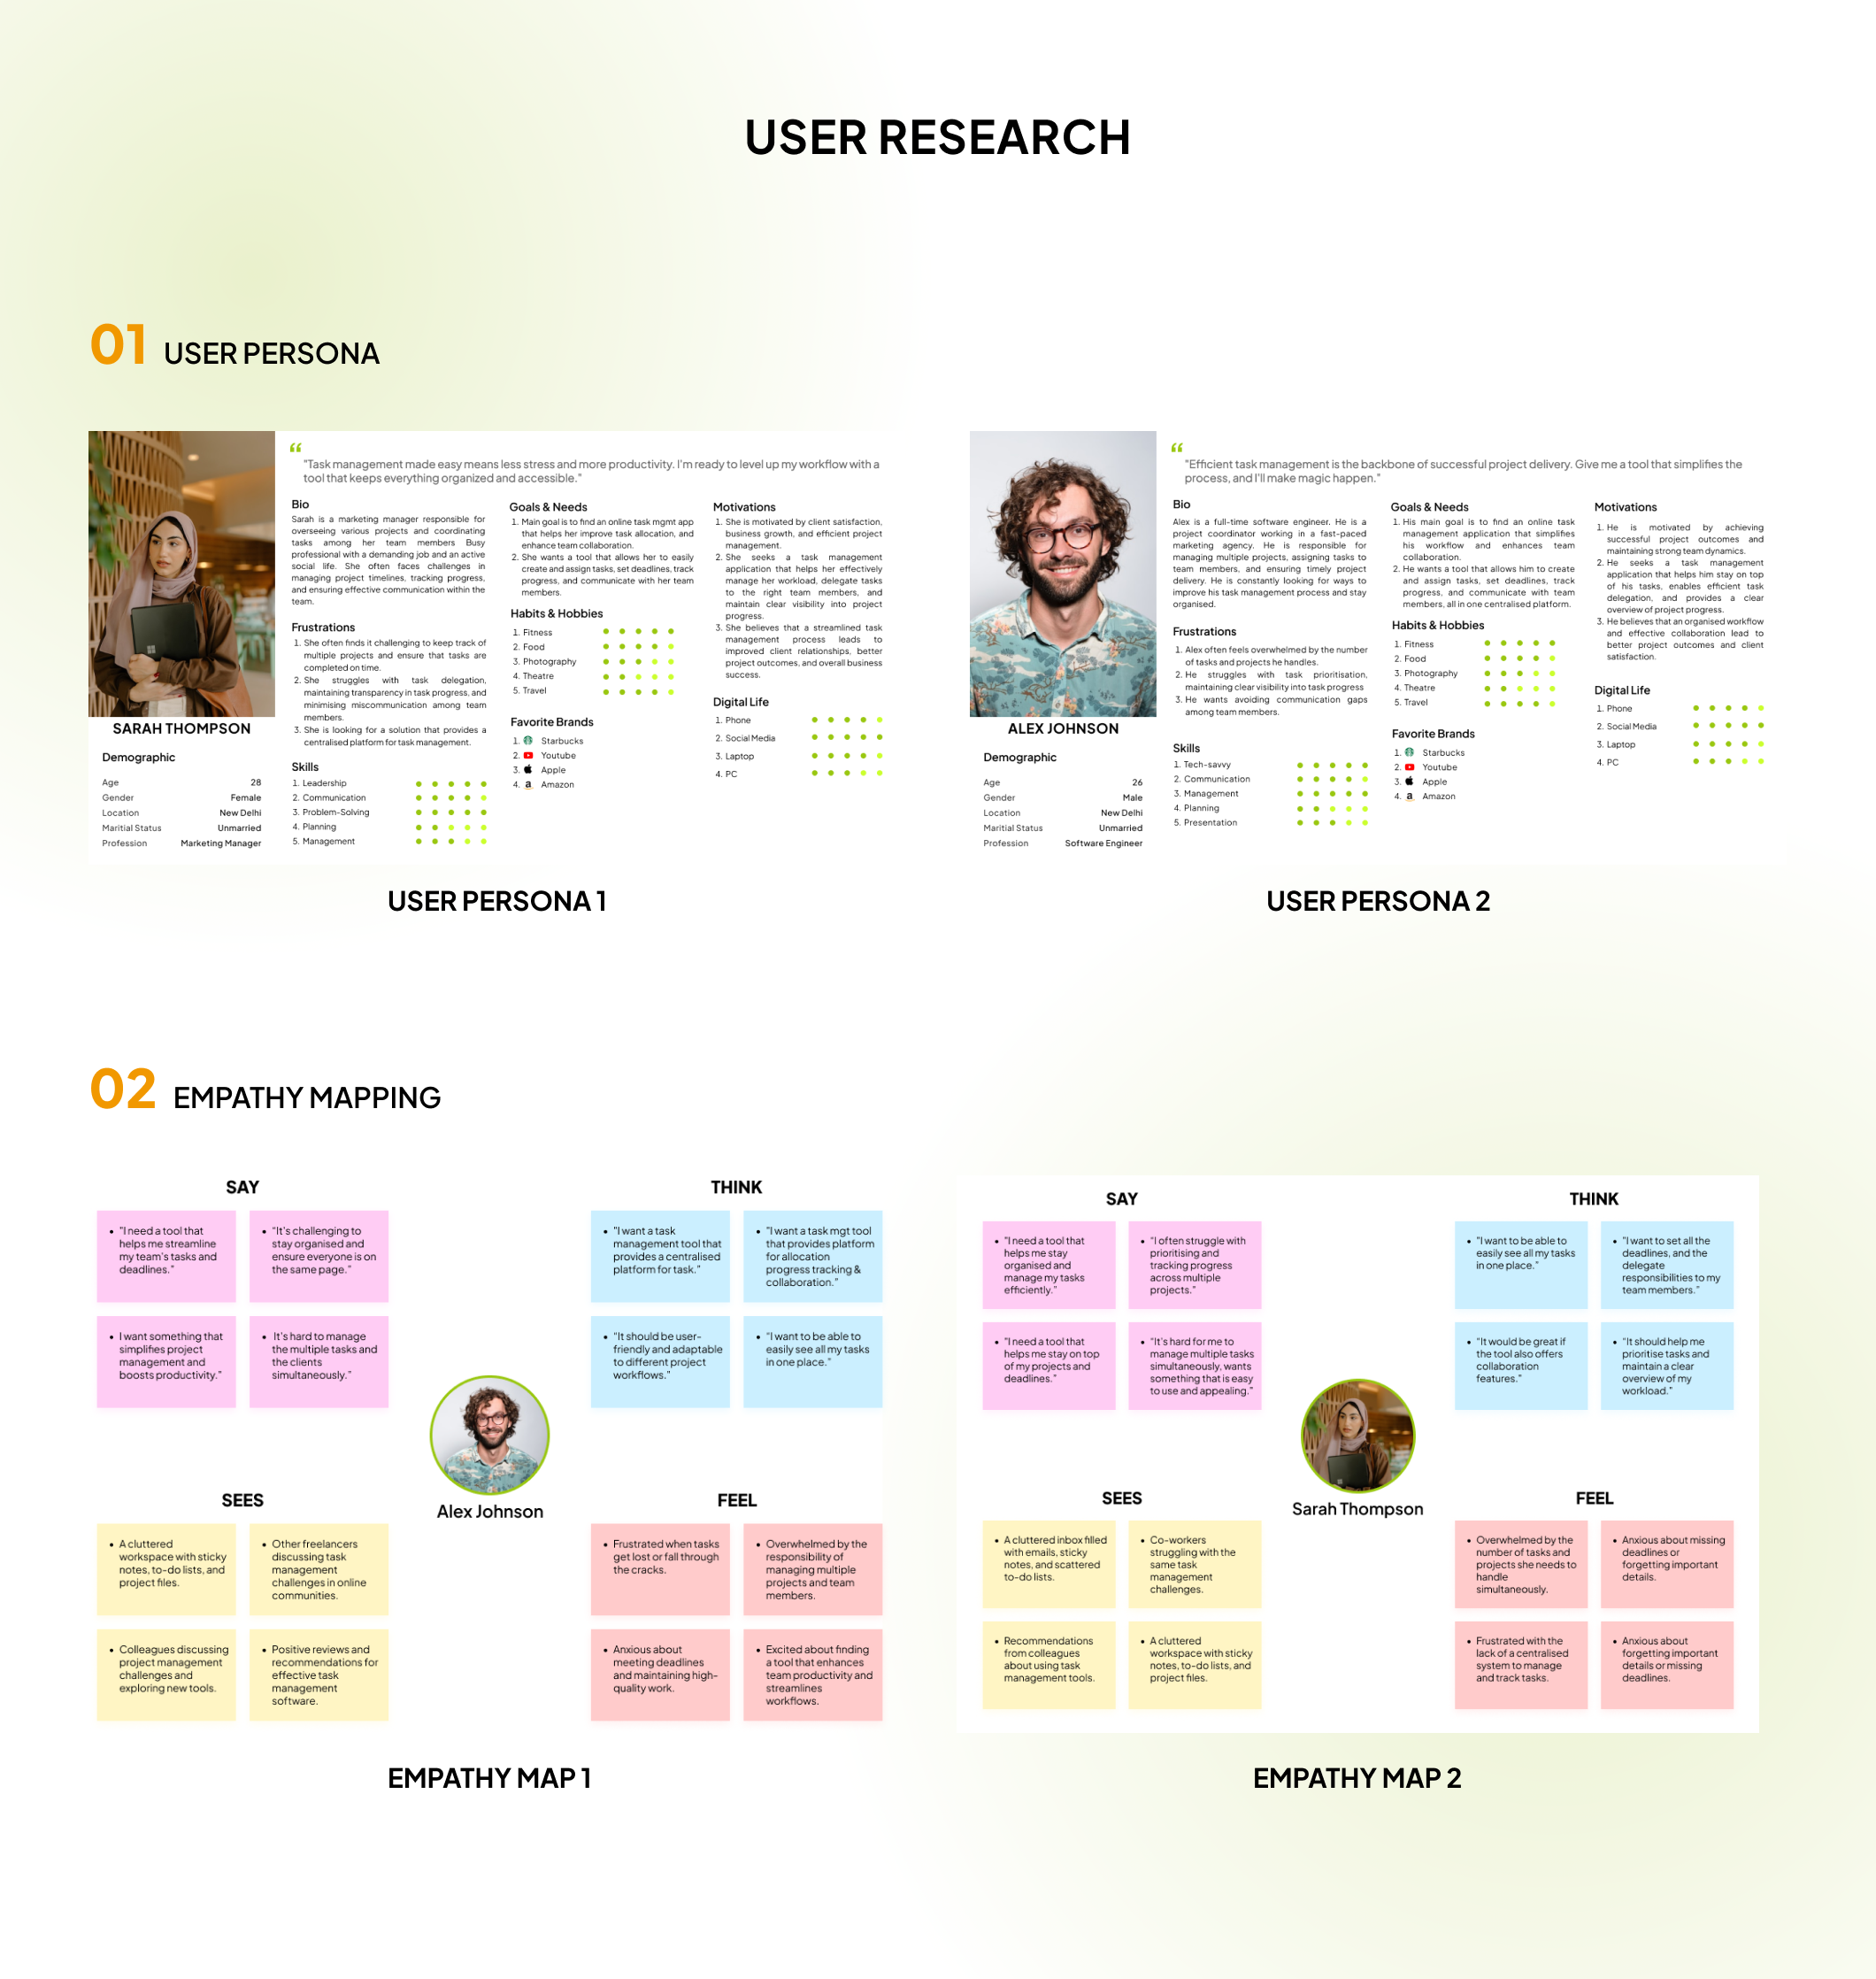 USER RESEARCH
01 USER PERSONA
“
"Task management made easy means less stress and more productivity. I'm ready to level up my workflow with a
tool that keeps everything organized and accessible."
Bio
Sarah is a marketing manager responsible for
overseeing various projects and coordinating
tasks among her team members Busy
professional with a demanding job and an active
social life. She often faces challenges in
managing project timelines, tracking progress,
and ensuring effective communication within the
team.
Frustrations
1. She often finds it challenging to keep track of
multiple projects and ensure that tasks are
completed on time.
2. She struggles with task delegation,
maintaining transparency in task progress, and
minimising miscommunication among team
members.
3. She is looking for a solution that provides a
centralised platform for task management.
Skills
1. Leadership
2. Communication
3. Problem-Solving
4. Planning
5. Management
Goals & Needs
1. Main goal is to find an online task mgmt app
that helps her improve task allocation, and
enhance team collaboration.
2. She wants a tool that allows her to easily
create and assign tasks, set deadlines, track
progress, and communicate with her team
members.
Habits & Hobbies
1. Fitness
2. Food
3. Photography
4. Theatre
5. Travel
Favorite Brands
1. Starbucks
2. Youtube
3. Apple
4. Amazon
Motivations
1. She is motivated by client satisfaction,
business growth, and efficient project
management.
2. She seeks a task management
application that helps her effectively
manage her workload, delegate tasks
to the right team members, and
maintain clear visibility into project
progress.
3. She believes that a streamlined task
management process leads to
improved client relationships, better
project outcomes, and overall business
success.
Digital Life
1. Phone
2. Social Media
3. Laptop
4. PC
SARAH THOMPSON
Demographic
Age 28
Gender Female
Location New Delhi
Maritial Status Unmarried
Profession Marketing Manager
USER PERSONA 1
“
"Efficient task management is the backbone of successful project delivery. Give me a tool that simplifies the
process, and I'll make magic happen."
Bio
Alex is a full-time software engineer. He is a
project coordinator working in a fast-paced
marketing agency. He is responsible for
managing multiple projects, assigning tasks to
team members, and ensuring timely project
delivery. He is constantly looking for ways to
improve his task management process and stay
organised.
Frustrations
1. Alex often feels overwhelmed by the number
of tasks and projects he handles.
2. He struggles with task prioritisation,
maintaining clear visibility into task progress
3. He wants avoiding communication gaps
among team members.
Skills
1. Tech-savvy
2. Communication
3. Management
4. Planning
5. Presentation
Goals & Needs
1. His main goal is to find an online task
management application that simplifies
his workflow and enhances team
collaboration.
2. He wants a tool that allows him to create
and assign tasks, set deadlines, track
progress, and communicate with team
members, all in one centralised platform.
Habits & Hobbies
1. Fitness
2. Food
3. Photography
4. Theatre
5. Travel
Favorite Brands
1. Starbucks
2. Youtube
3. Apple
4. Amazon
Motivations
1. He is motivated by achieving
successful project outcomes and
maintaining strong team dynamics.
2. He seeks a task management
application that helps him stay on top
of his tasks, enables efficient task
delegation, and provides a clear
overview of project progress.
3. He believes that an organised workflow
and effective collaboration lead to
better project outcomes and client
satisfaction.
Digital Life
1. Phone
2. Social Media
3. Laptop
4. PC
ALEX JOHNSON
Demographic
Age 26
Gender Male
Location New Delhi
Maritial Status Unmarried
Profession Software Engineer
USER PERSONA 2
02 EMPATHY MAPPING
SAY
• "I need a tool that
helps me streamline
my team's tasks and
deadlines."
• "It's challenging to
stay organised and
ensure everyone is on
the same page."
• I want something that
simplifies project
management and
boosts productivity."
• It's hard to manage
the multiple tasks and
the clients
simultaneously."
THINK
• "I want a task
management tool that
provides a centralised
platform for task."
• "I want a task mgt tool
that provides platform
for allocation
progress tracking &
collaboration."
• "It should be user-
friendly and adaptable
to different project
workflows."
• "I want to be able to
easily see all my tasks
in one place."
Alex Johnson
SEES
• A cluttered
workspace with sticky
notes, to-do lists, and
project files.
• Other freelancers
discussing task
management
challenges in online
communities.
• Colleagues discussing
project management
challenges and
exploring new tools.
• Positive reviews and
recommendations for
effective task
management
software.
FEEL
• Frustrated when tasks
get lost or fall through
the cracks.
• Overwhelmed by the
responsibility of
managing multiple
projects and team
members.
• Anxious about
meeting deadlines
and maintaining high-
quality work.
• Excited about finding
a tool that enhances
team productivity and
streamlines
workflows.
EMPATHY MAP 1
SAY
• "I need a tool that
helps me stay
organised and
manage my tasks
efficiently."
• "I often struggle with
prioritising and
tracking progress
across multiple
projects."
• "I need a tool that
helps me stay on top
of my projects and
deadlines."
• "It's hard for me to
manage multiple tasks
simultaneously, wants
something that is easy
to use and appealing."
THINK
• "I want to be able to
easily see all my tasks
in one place."
• "I want to set all the
deadlines, and the
delegate
responsibilities to my
team members."
• "It would be great if
the tool also offers
collaboration
features."
• "It should help me
prioritise tasks and
maintain a clear
overview of my
workload."
Sarah Thompson
SEES
• A cluttered inbox filled
with emails, sticky
notes, and scattered
to-do lists.
• Co-workers
struggling with the
same task
management
challenges.
• Recommendations
from colleagues
about using task
management tools.
• A cluttered
workspace with sticky
notes, to-do lists, and
project files.
FEEL
• Overwhelmed by the
number of tasks and
projects she needs to
handle
simultaneously.
• Anxious about missing
deadlines or
forgetting important
details.
• Frustrated with the
lack of a centralised
system to manage
and track tasks.
• Anxious about
forgetting important
details or missing
deadlines.
EMPATHY MAP 2